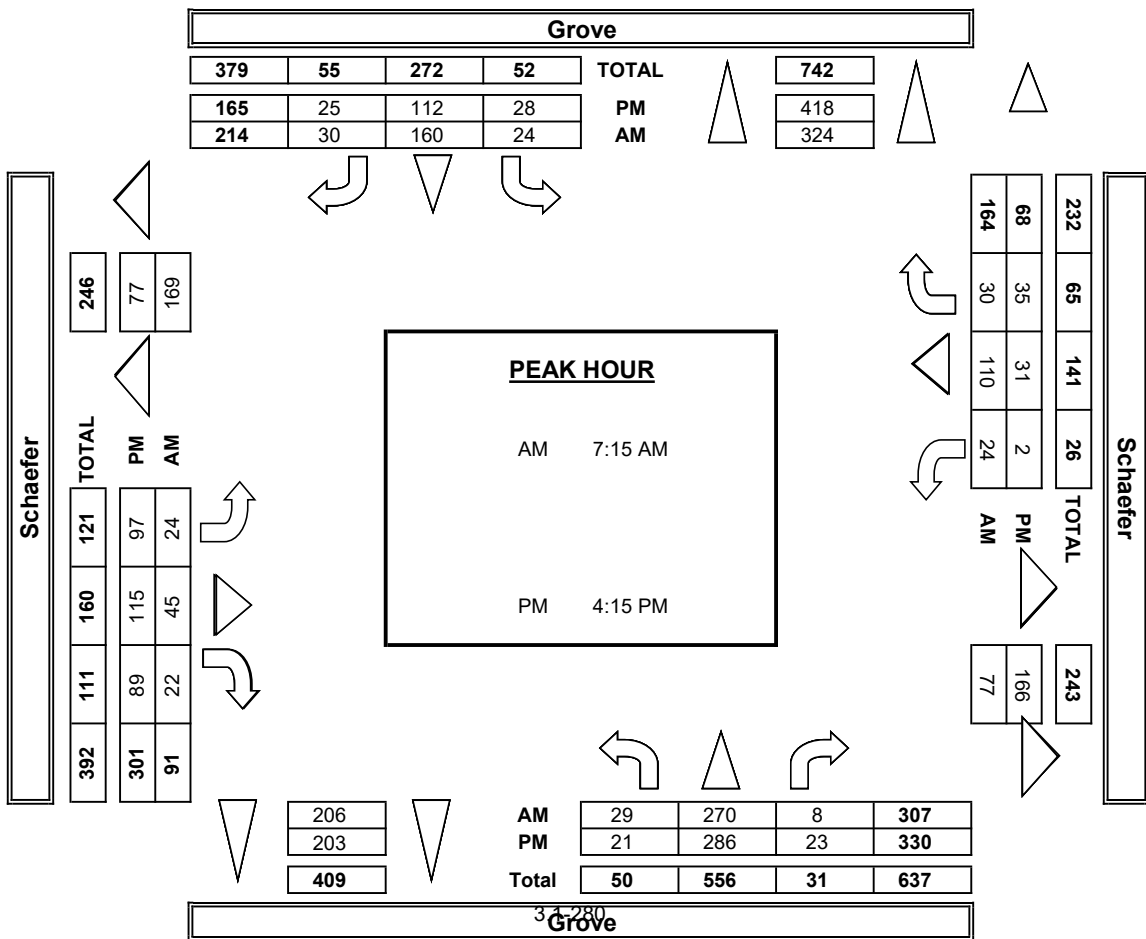 Grove
379 55 272 52 TOTAL 742
165 25 112 28 PM 418
214 30 160 24 AM 324
Schaefer
246
77
169
TOTAL
PM
AM
121 160 111 392
97 115 89 301
24 45 22 91
PEAK HOUR
AM 7:15 AM
PM 4:15 PM
232 65 141 26 TOTAL 243
68 35 31 2 PM 166
164 30 110 24 AM 77
Schaefer
206 AM 29 270 8 307
203 PM 21 286 23 330
409 Total 50 556 31 637
3.1-280
Grove